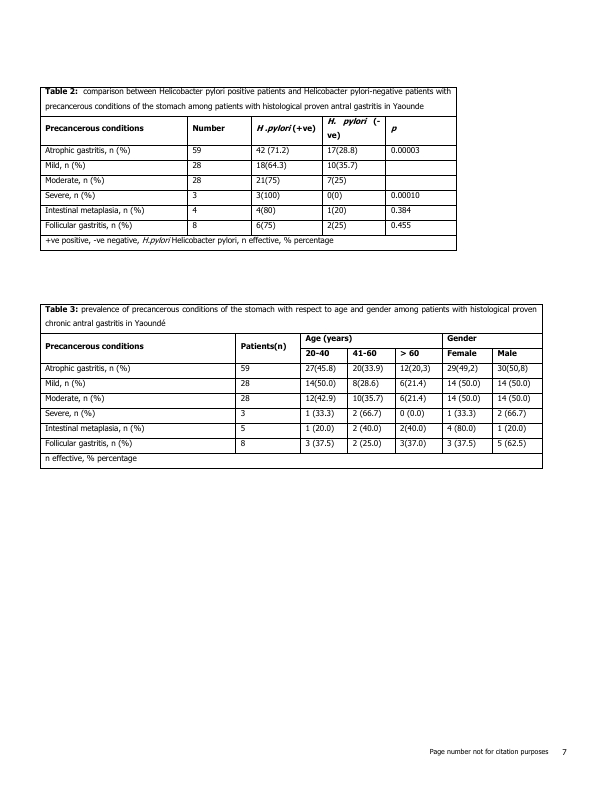 Table 2: comparison between Helicobacter pylori positive patients and Helicobacter pylori-negative patients with
precancerous conditions of the stomach among patients with histological proven antral gastritis in Yaounde
Precancerous conditions Number H .pylori (+ve) H. pylori (-
ve) p
Atrophic gastritis, n (%) 59 42 (71.2) 17(28.8) 0.00003
Mild, n (%) 28 18(64.3) 10(35.7)
Moderate, n (%) 28 21(75) 7(25)
Severe, n (%) 3 3(100) 0(0) 0.00010
Intestinal metaplasia, n (%) 4 4(80) 1(20) 0.384
Follicular gastritis, n (%) 8 6(75) 2(25) 0.455
+ve positive, -ve negative, H.pylori Helicobacter pylori, n effective, % percentage
Table 3: prevalence of precancerous conditions of the stomach with respect to age and gender among patients with histological proven
chronic antral gastritis in Yaoundé
Precancerous conditions Patients(n) Age (years) Gender
20-40 41-60 > 60 Female Male
Atrophic gastritis, n (%) 59 27(45.8) 20(33.9) 12(20,3) 29(49,2) 30(50,8)
Mild, n (%) 28 14(50.0) 8(28.6) 6(21.4) 14 (50.0) 14 (50.0)
Moderate, n (%) 28 12(42.9) 10(35.7) 6(21.4) 14 (50.0) 14 (50.0)
Severe, n (%) 3 1 (33.3) 2 (66.7) 0 (0.0) 1 (33.3) 2 (66.7)
Intestinal metaplasia, n (%) 5 1 (20.0) 2 (40.0) 2(40.0) 4 (80.0) 1 (20.0)
Follicular gastritis, n (%) 8 3 (37.5) 2 (25.0) 3(37.0) 3 (37.5) 5 (62.5)
n effective, % percentage
Page number not for citation purposes 7